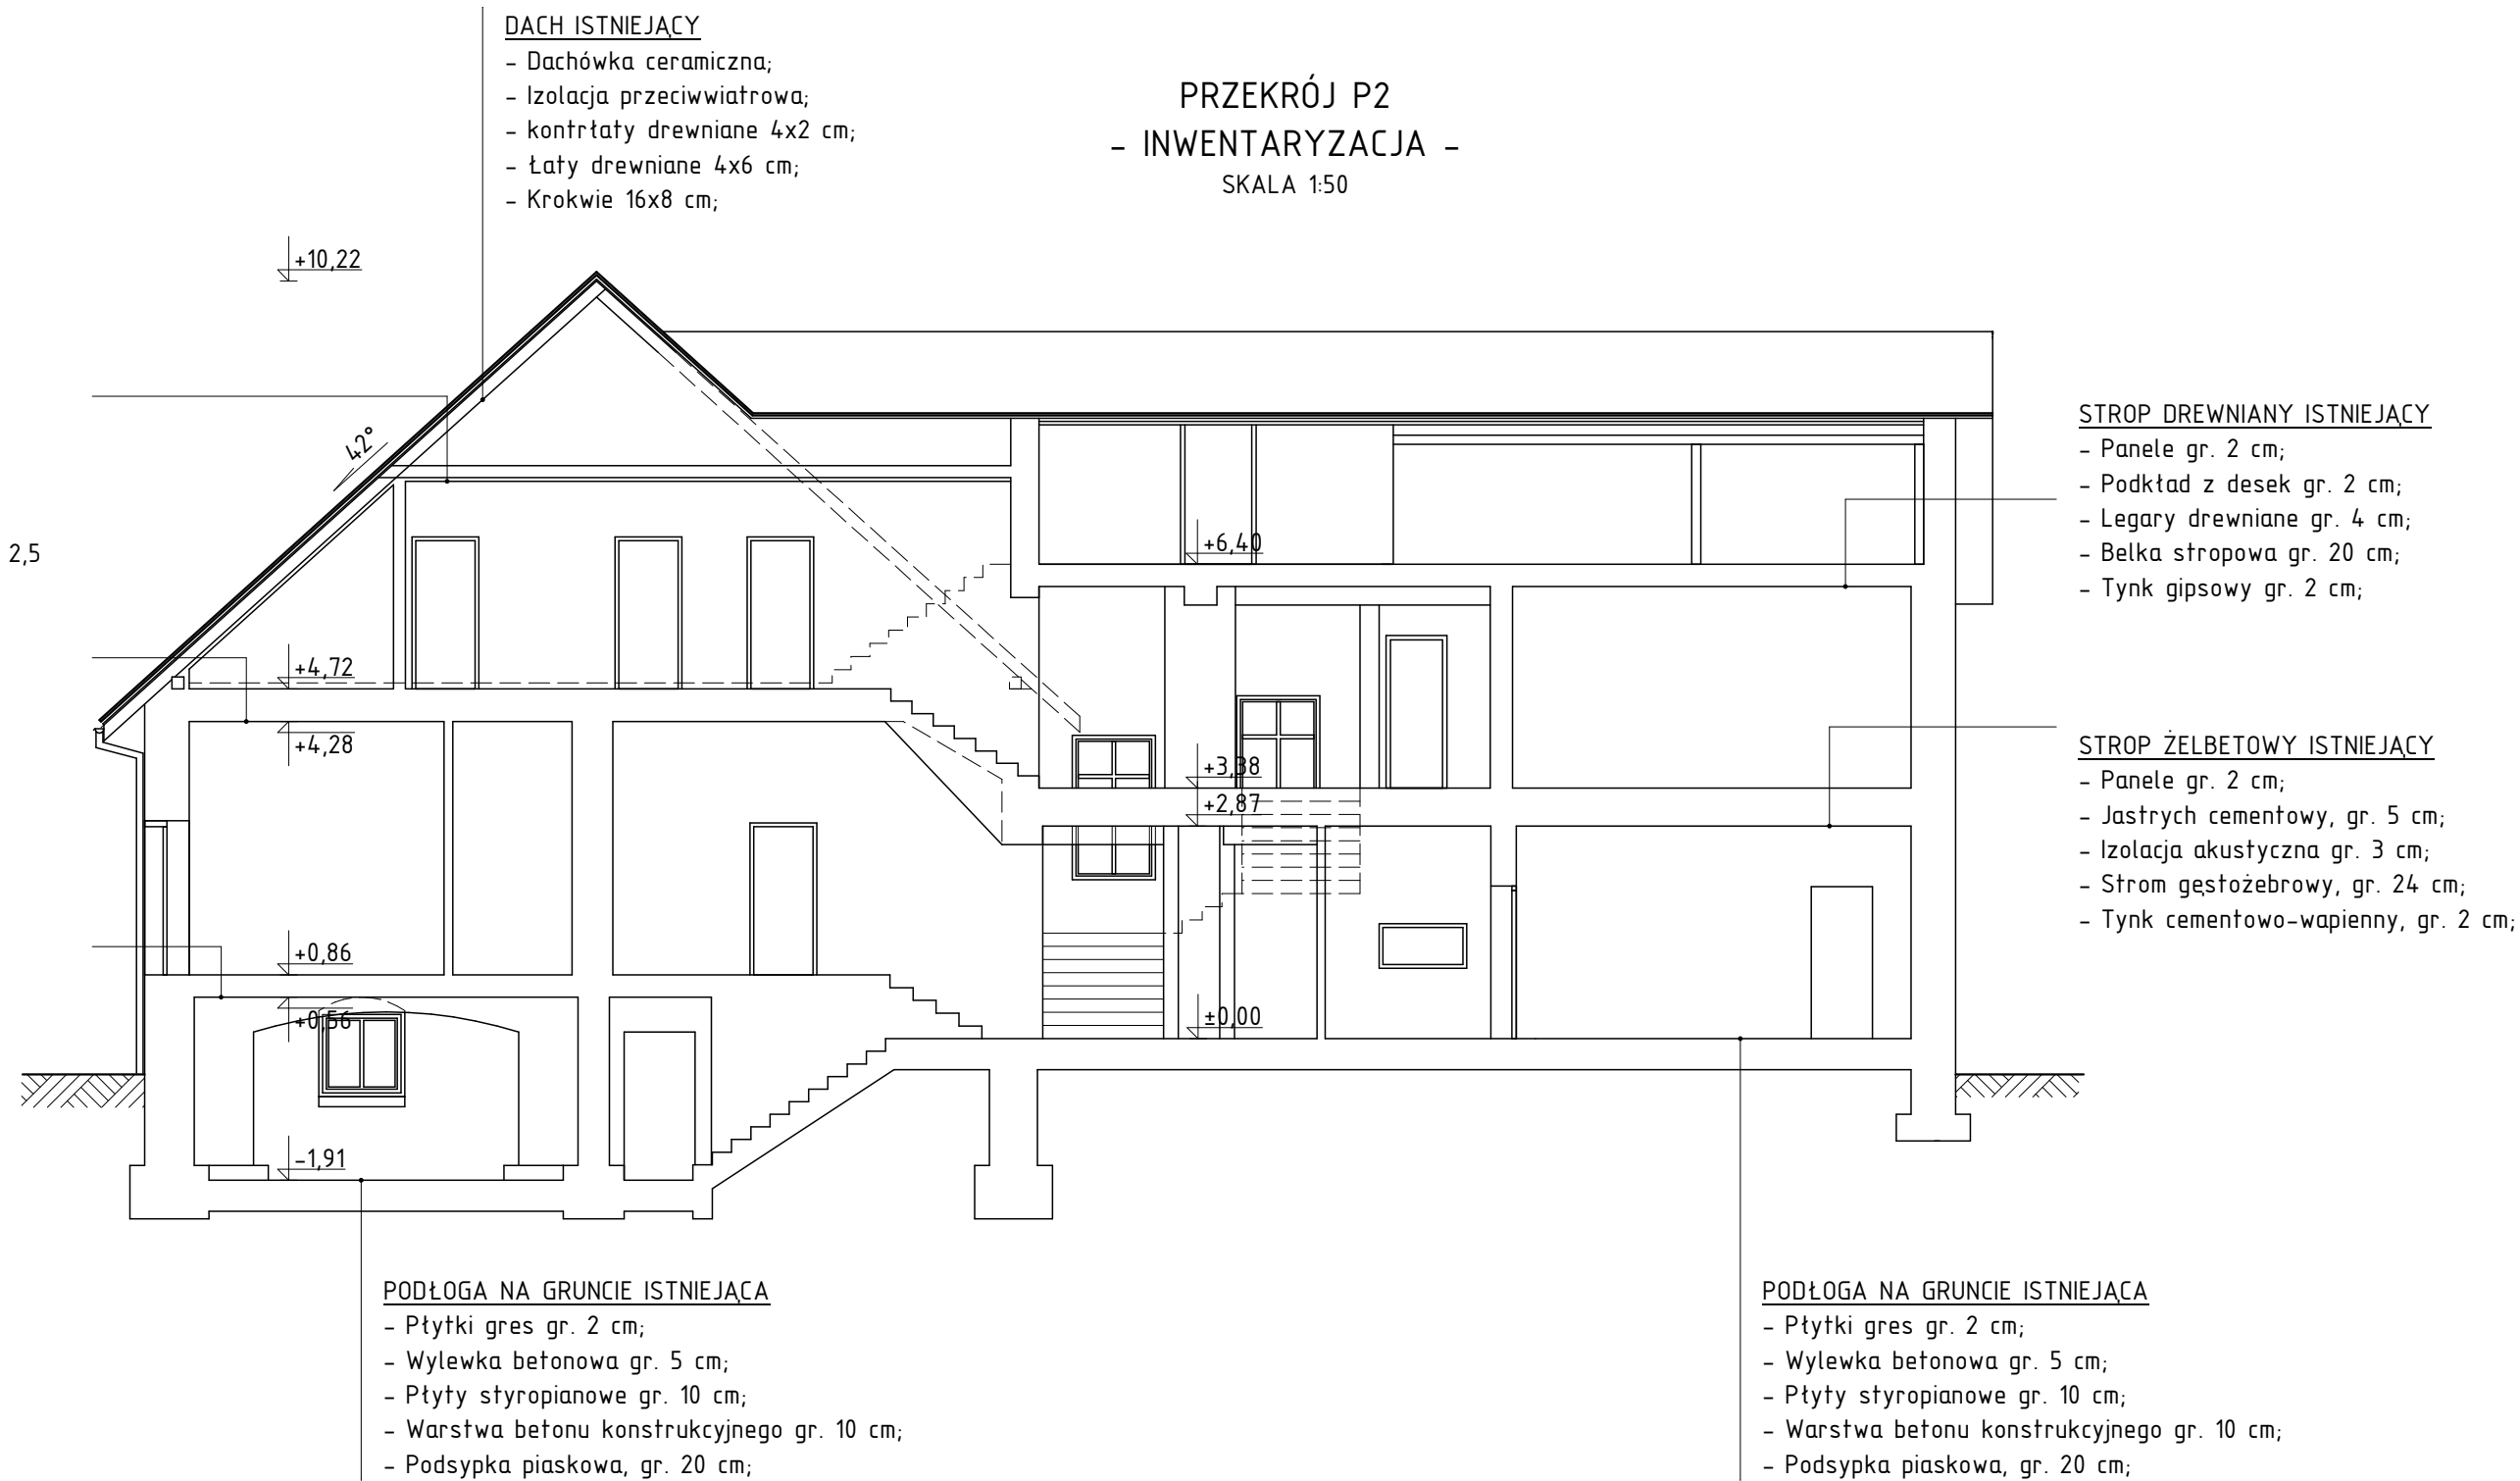 DACH ISTNIEJĄCY
- Dachówka ceramiczna;
- Izolacja przeciwwiatrowa;
- kontrłaty drewniane 4x2 cm;
- Łaty drewniane 4x6 cm;
- Krokwie 16x8 cm;
PRZEKRÓJ P2
- INWENTARYZACJA -
SKALA 1:50
+10,22
42°
2,5
+6,40
+4,72
+4,28
+3,38
+2,87
+0,86
+0,56
±0,00
-1,91
STROP DREWNIANY ISTNIEJĄCY
- Panele gr. 2 cm;
- Podkład z desek gr. 2 cm;
- Legary drewniane gr. 4 cm;
- Belka stropowa gr. 20 cm;
- Tynk gipsowy gr. 2 cm;
STROP ŻELBETOWY ISTNIEJĄCY
- Panele gr. 2 cm;
- Jastrych cementowy, gr. 5 cm;
- Izolacja akustyczna gr. 3 cm;
- Strom gęstożebrowy, gr. 24 cm;
- Tynk cementowo-wapienny, gr. 2 cm;
PODŁOGA NA GRUNCIE ISTNIEJĄCA
- Płytki gres gr. 2 cm;
- Wylewka betonowa gr. 5 cm;
- Płyty styropianowe gr. 10 cm;
- Warstwa betonu konstrukcyjnego gr. 10 cm;
- Podsypka piaskowa, gr. 20 cm;
PODŁOGA NA GRUNCIE ISTNIEJĄCA
- Płytki gres gr. 2 cm;
- Wylewka betonowa gr. 5 cm;
- Płyty styropianowe gr. 10 cm;
- Warstwa betonu konstrukcyjnego gr. 10 cm;
- Podsypka piaskowa, gr. 20 cm;